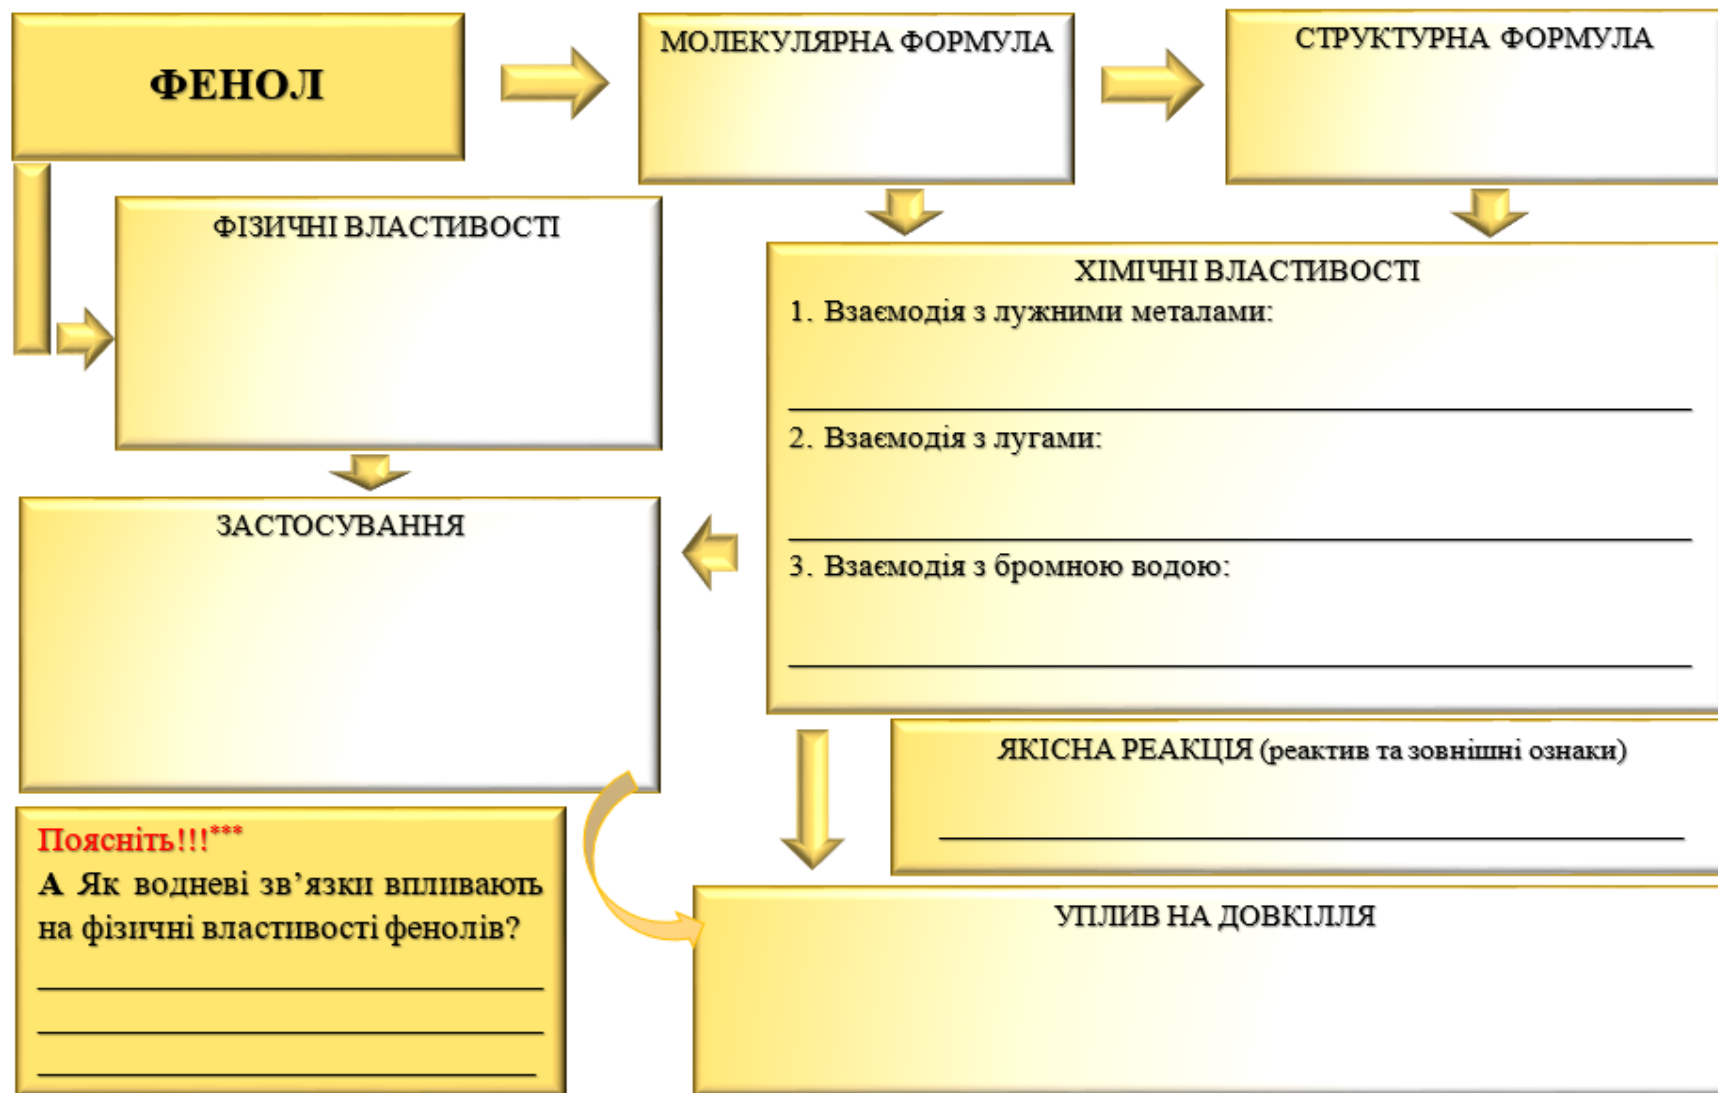 ФЕНОЛ
МОЛЕКУЛЯРНА ФОРМУЛА
СТРУКТУРНА ФОРМУЛА
ФІЗИЧНІ ВЛАСТИВОСТІ
ХІМІЧНІ ВЛАСТИВОСТІ
1. Взаємодія з лужними металами:
2. Взаємодія з лугами:
3. Взаємодія з бромною водою:
ЗАСТОСУВАННЯ
ЯКІСНА РЕАКЦІЯ (реактив та зовнішні ознаки)
Поясніть!!!***
А Як водневі зв’язки впливають
на фізичні властивості фенолів?
УПЛИВ НА ДОВКІЛЛЯ